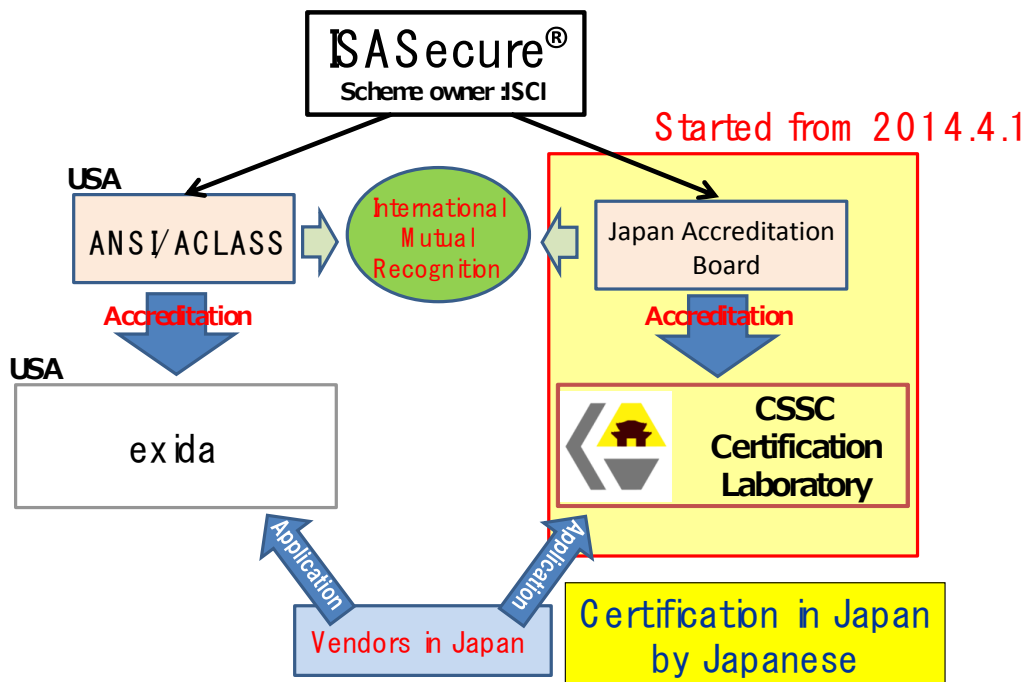 ISASecure®
Scheme owner :ISCI
Started from 2014.4.1
USA
ANSI/ACLASS
International
Mutual
Recognition
Japan Accreditation
Board
Accreditation
Accreditation
USA
exida
CSSC
Certification
Laboratory
Application
Application
Vendors in Japan
Certification in Japan
by Japanese